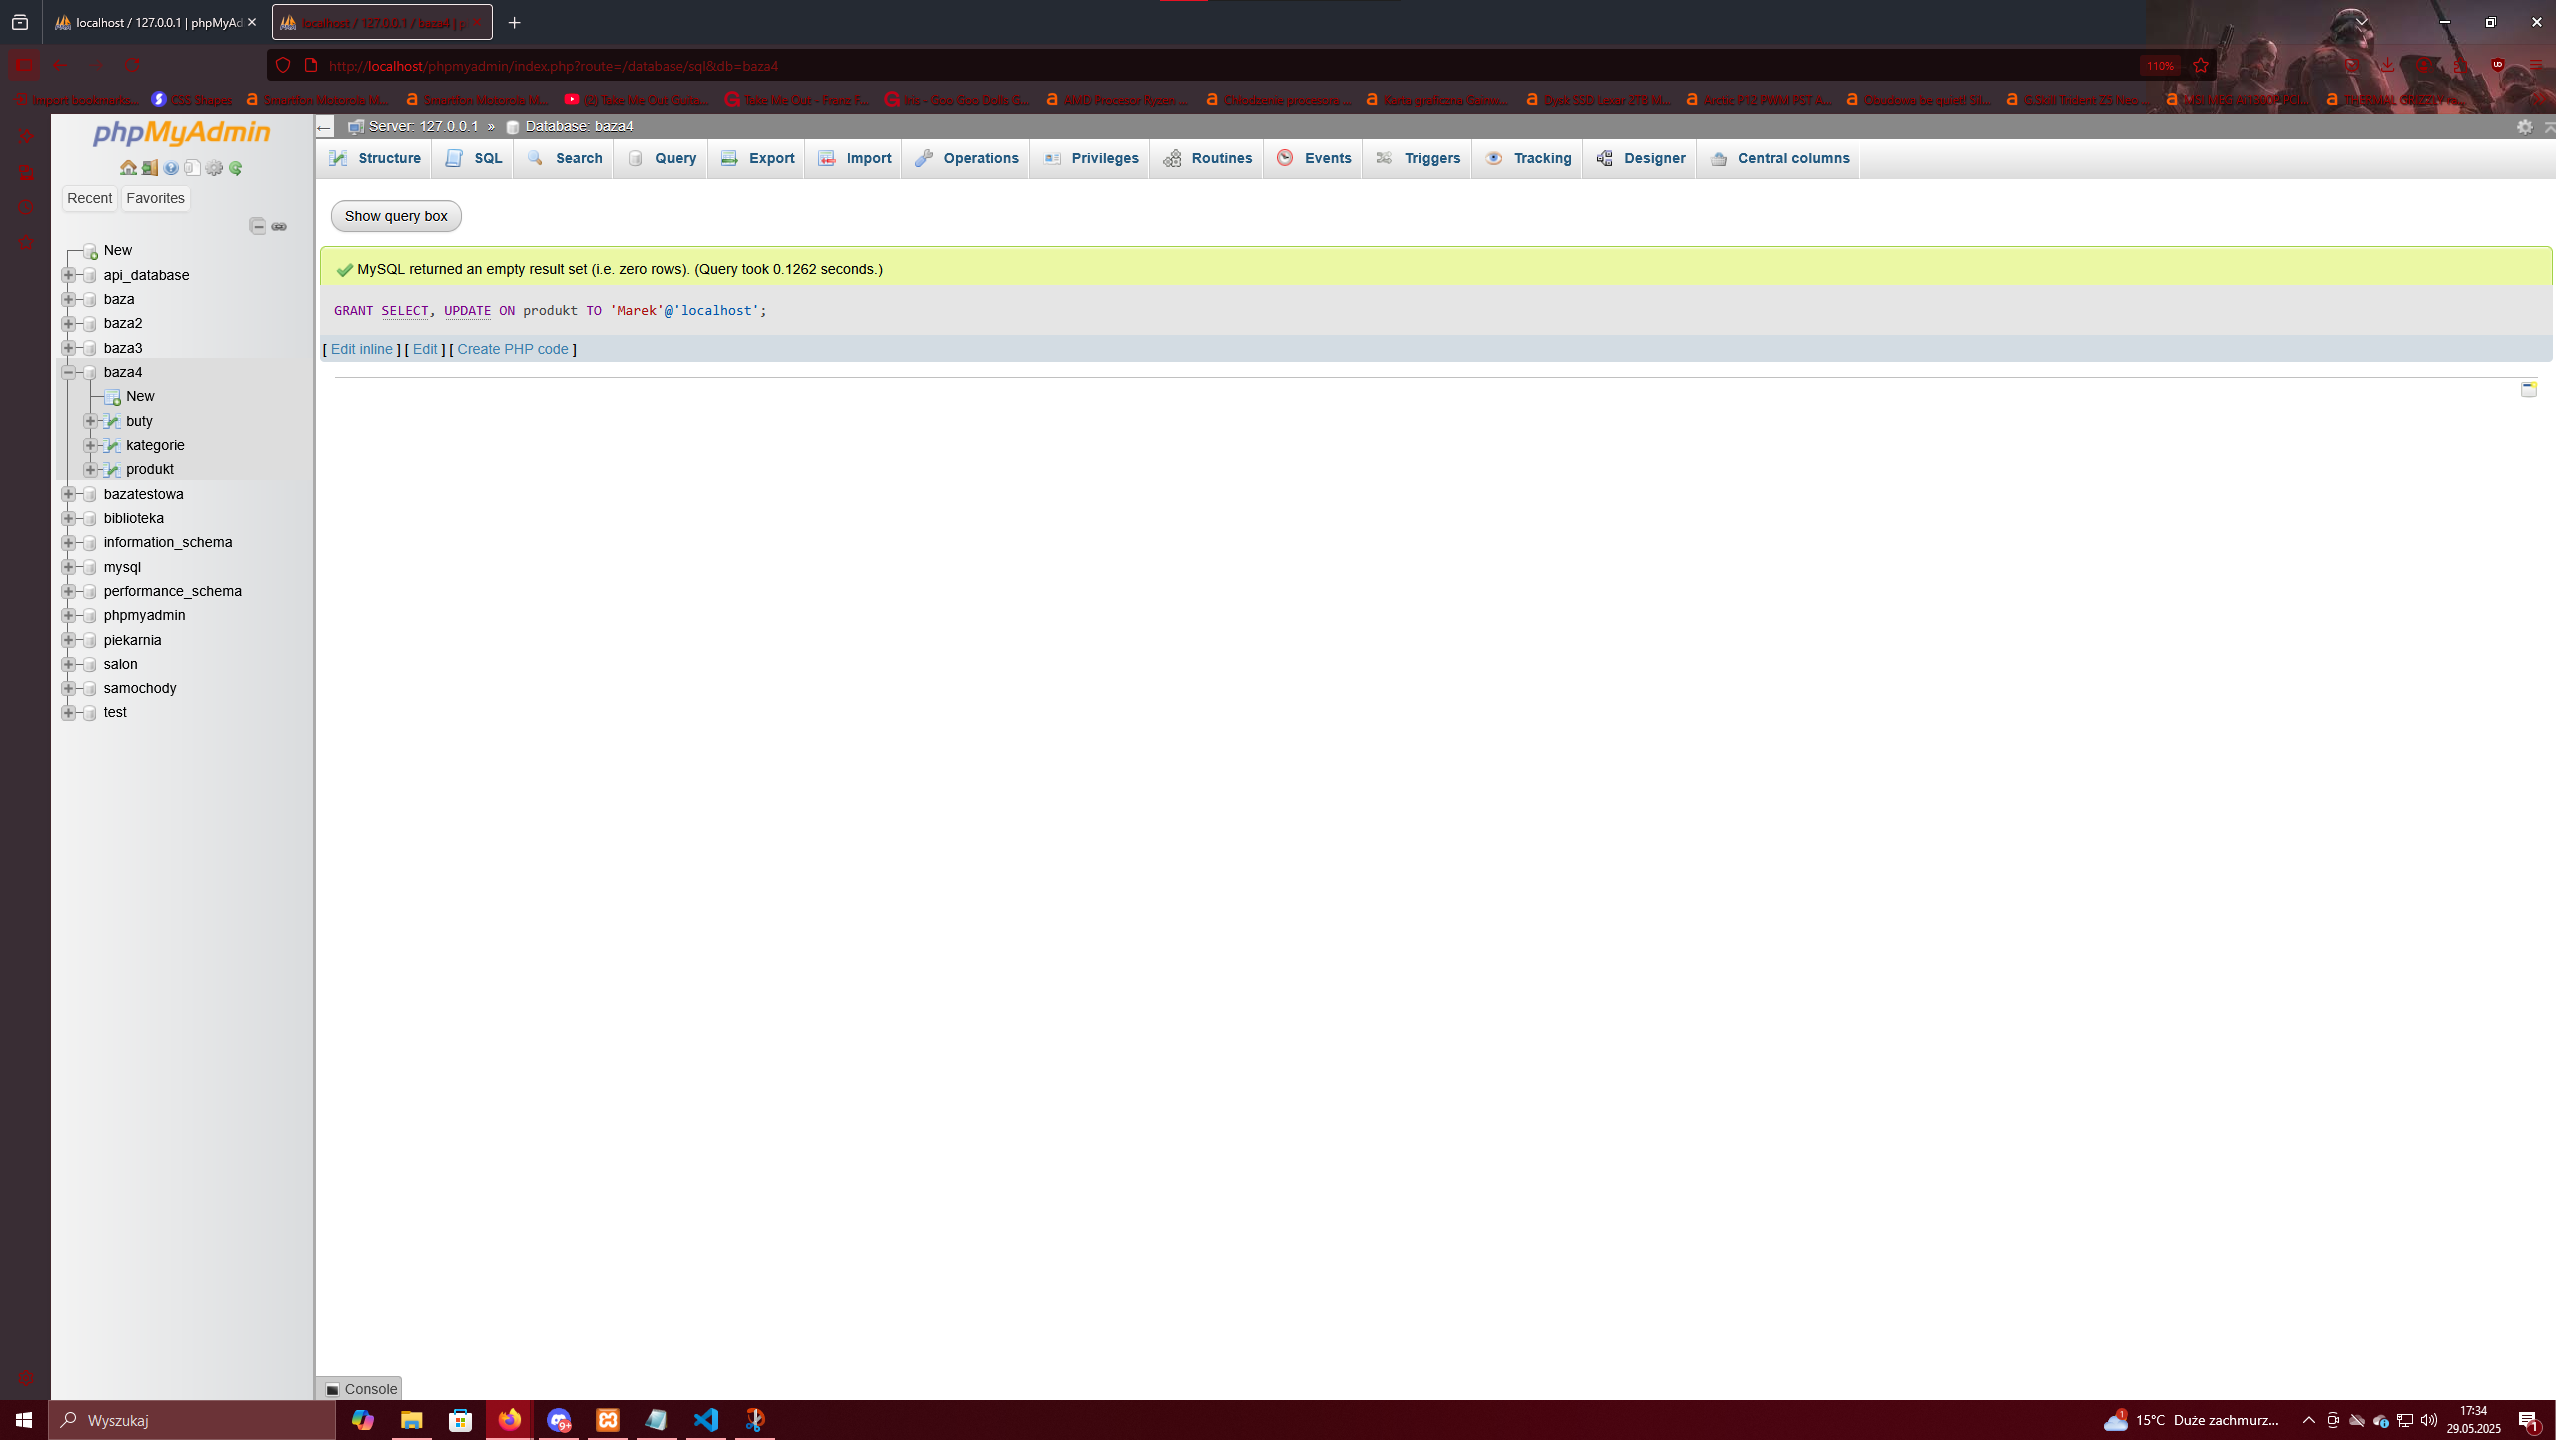 localhost / 127.0.0.1 | phpMyAd
localhost / 127.0.0.1 / baza4 | p
http://localhost/phpmyadmin/index.php?route=/database/sql&db=baza4
110%
Import bookmarks...
CSS Shapes
Smartfon Motorola M...
Smartfon Motorola M...
(2) Take Me Out Guita...
Take Me Out - Franz F...
Iris - Goo Goo Dolls G...
AMD Procesor Ryzen ...
Chłodzenie procesora ...
Karta graficzna Gainw...
Dysk SSD Lexar 2TB M...
Arctic P12 PWM PST A...
Obudowa be quiet! Sil...
G.Skill Trident Z5 Neo ...
THERMAL GRIZZLY
phpMyAdmin
Recent
Favorites
New
api_database
baza
baza2
baza3
baza4
New
buty
kategorie
produkt
bazatestowa
biblioteka
information_schema
mysql
performance_schema
phpmyadmin
piekarnia
salon
samochody
test
Server: 127.0.0.1 » Database: baza4
Structure
SQL
Search
Query
Export
Import
Operations
Privileges
Routines
Events
Triggers
Tracking
Designer
Central columns
Show query box
MySQL returned an empty result set (i.e. zero rows). (Query took 0.1262 seconds.)
GRANT SELECT, UPDATE ON produkt TO 'Marek'@'localhost';
[ Edit inline ] [ Edit ] [ Create PHP code ]
Console
Wyszukaj
9+
1
15°C Duże zachmurz...
17:34
29.05.2025
1